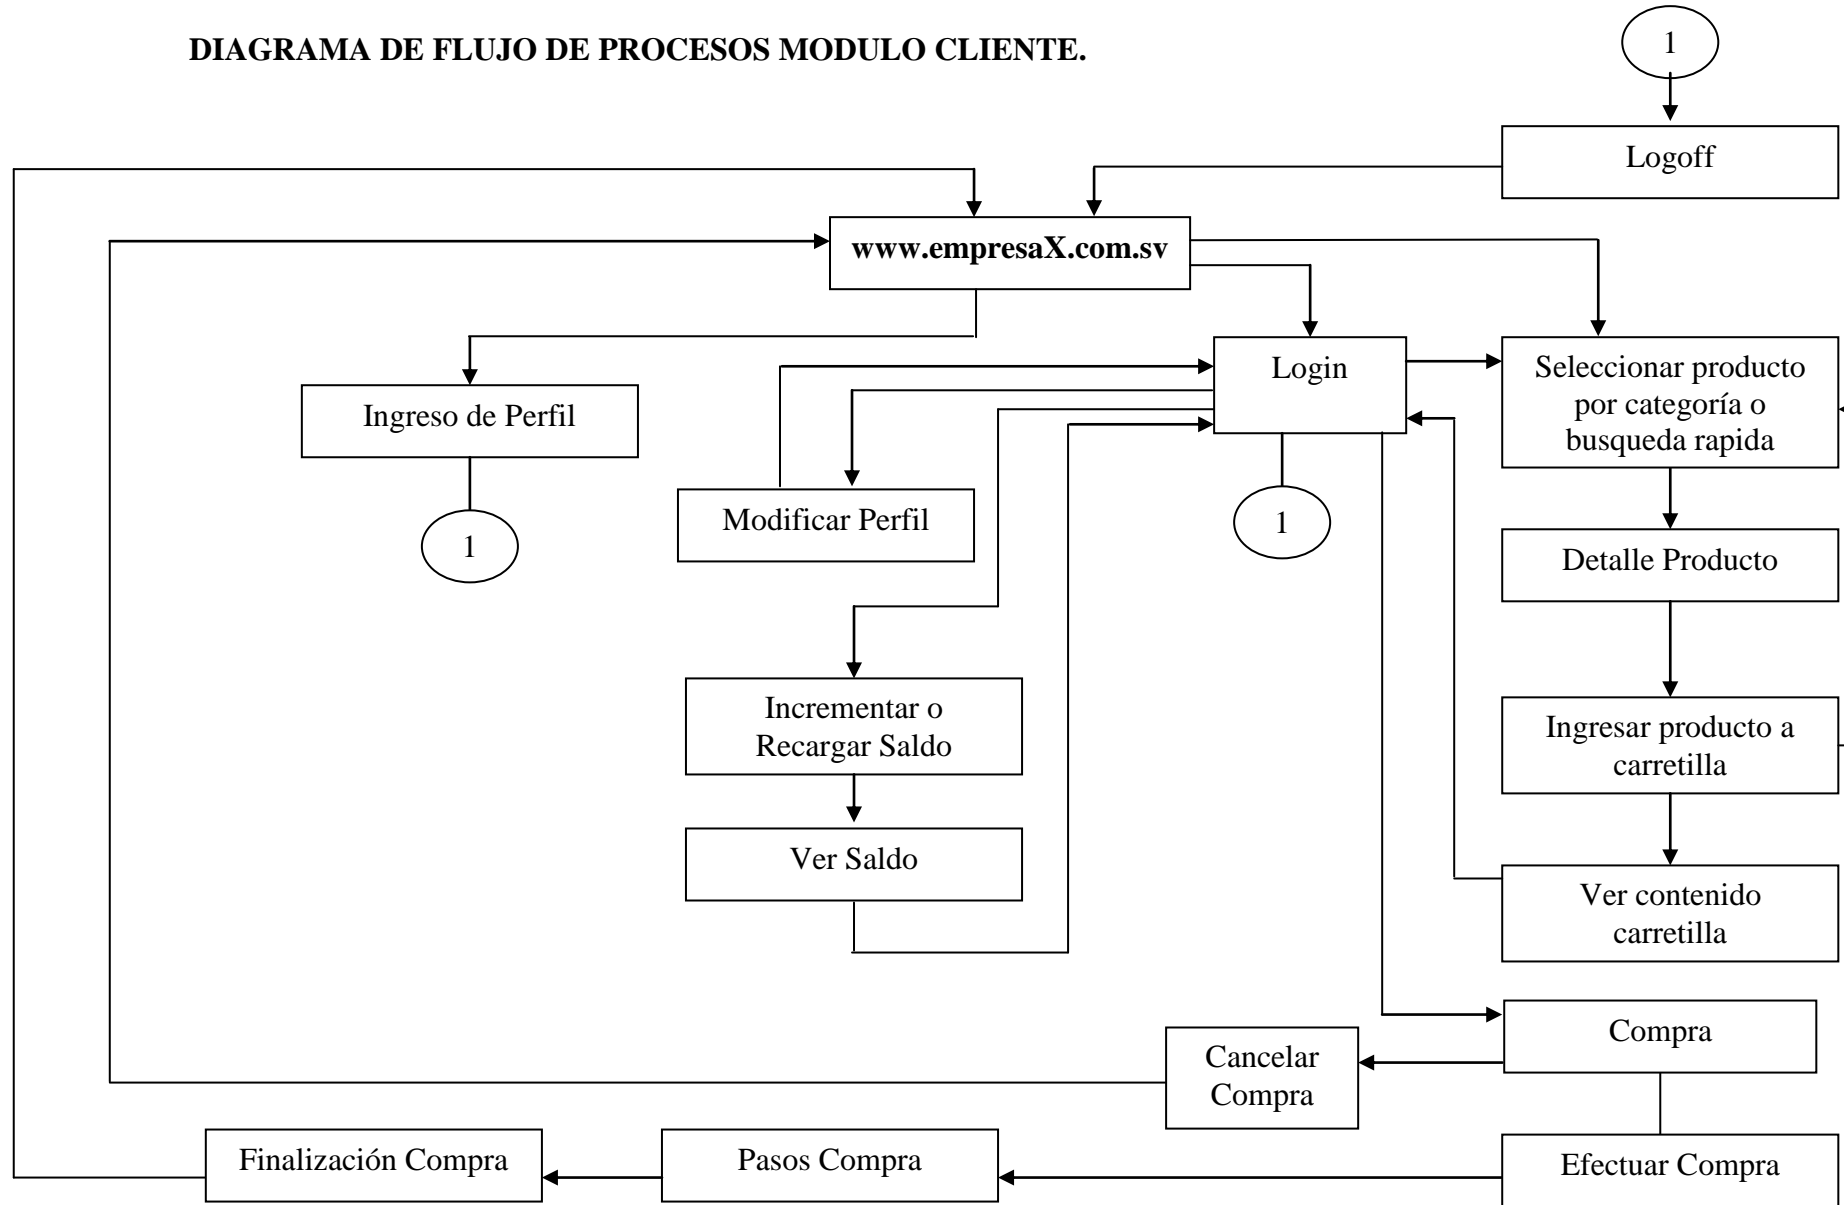 DIAGRAMA DE FLUJO DE PROCESOS MODULO CLIENTE.
1
Logoff
www.empresaX.com.sv
Login
Seleccionar producto
por categoría o
busqueda rapida
Ingreso de Perfil
Modificar Perfil
1
1
Detalle Producto
Incrementar o
Recargar Saldo
Ingresar producto a
carretilla
Ver Saldo
Ver contenido
carretilla
Compra
Cancelar
Compra
Finalización Compra
Pasos Compra
Efectuar Compra